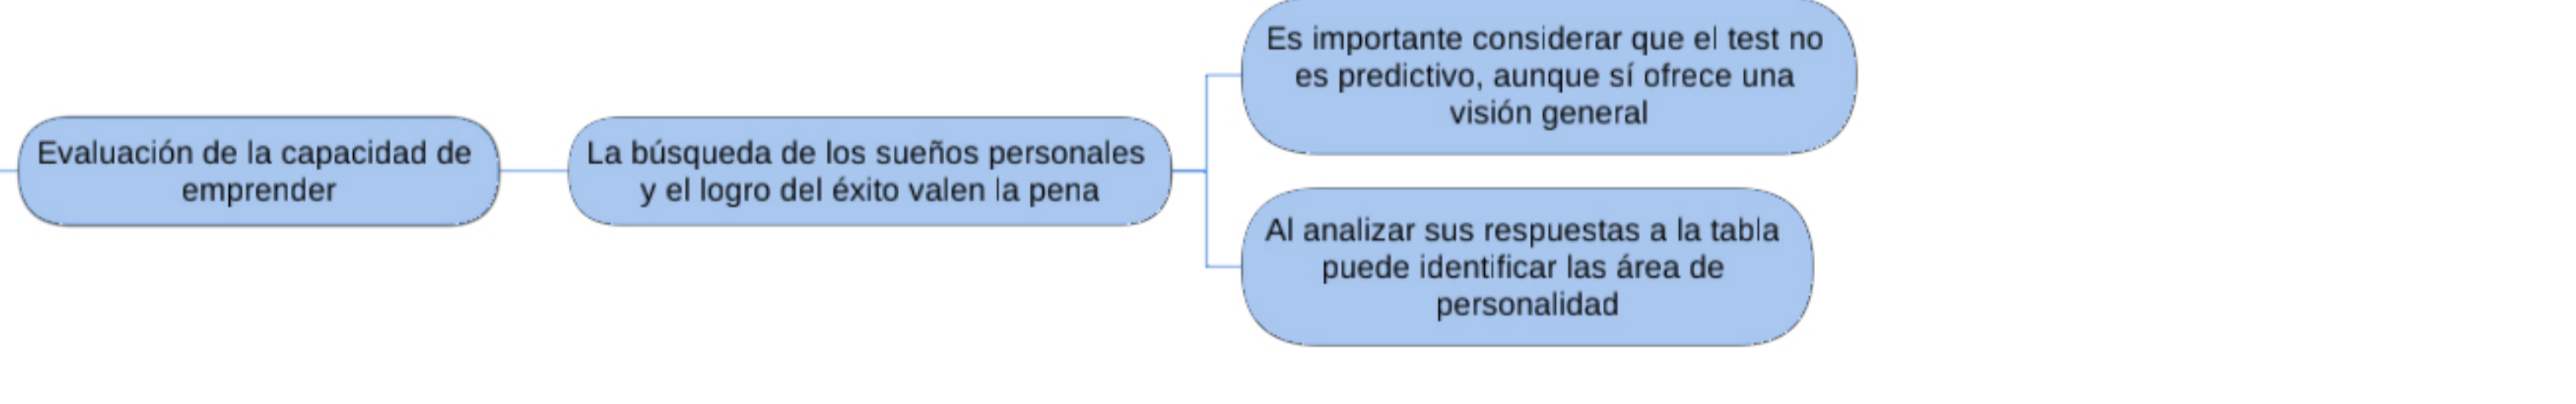 Evaluación de la capacidad de
emprender
La búsqueda de los sueños personales
y el logro del éxito valen la pena
Es importante considerar que el test no
es predictivo, aunque sí ofrece una
visión general
Al analizar sus respuestas a la tabla
puede identificar las área de
personalidad